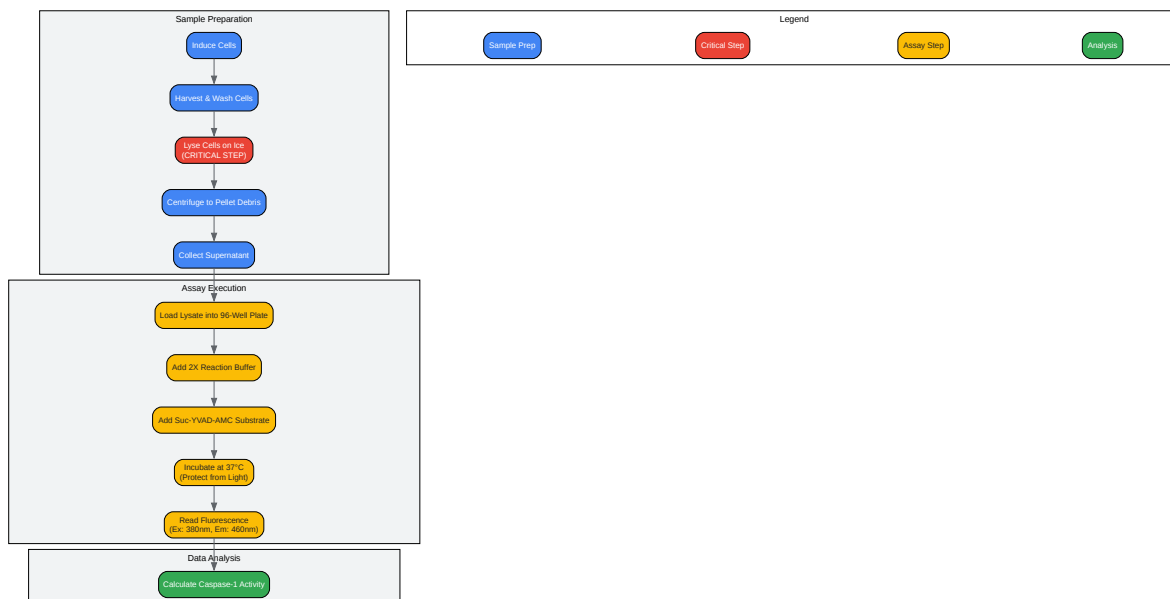 Sample Preparation
Induce Cells
Harvest & Wash Cells
Lyse Cells on Ice
(CRITICAL STEP)
Centrifuge to Pellet Debris
Collect Supernatant
Assay Execution
Load Lysate into 96-Well Plate
Add 2X Reaction Buffer
Add Suc-YVAD-AMC Substrate
Incubate at 37°C
(Protect from Light)
Read Fluorescence
(Ex: 380nm, Em: 460nm)
Data Analysis
Calculate Caspase-1 Activity
Legend
Sample Prep
Critical Step
Assay Step
Analysis